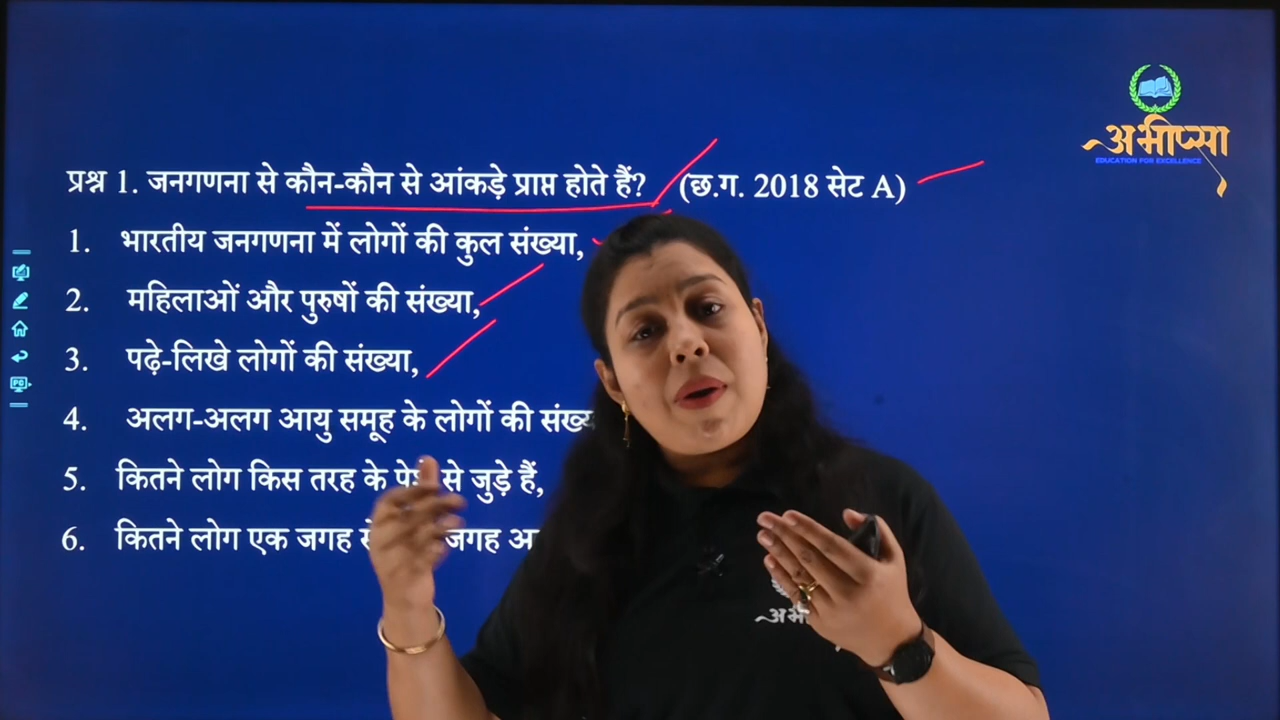 अभीप्सा
EDUCATION FOR EXCELLENCE
प्रश्न 1. जनगणना से कौन-कौन से आंकड़े प्राप्त होते हैं? (छ.ग. 2018 सेट A)
1. भारतीय जनगणना में लोगों की कुल संख्या,
2. महिलाओं और पुरुषों की संख्या,
3. पढ़े-लिखे लोगों की संख्या,
4. अलग-अलग आयु समूह के लोगों की
5. कितने लोग किस तरह के से जुड़े हैं,
6. कितने लोग एक जगह जगह